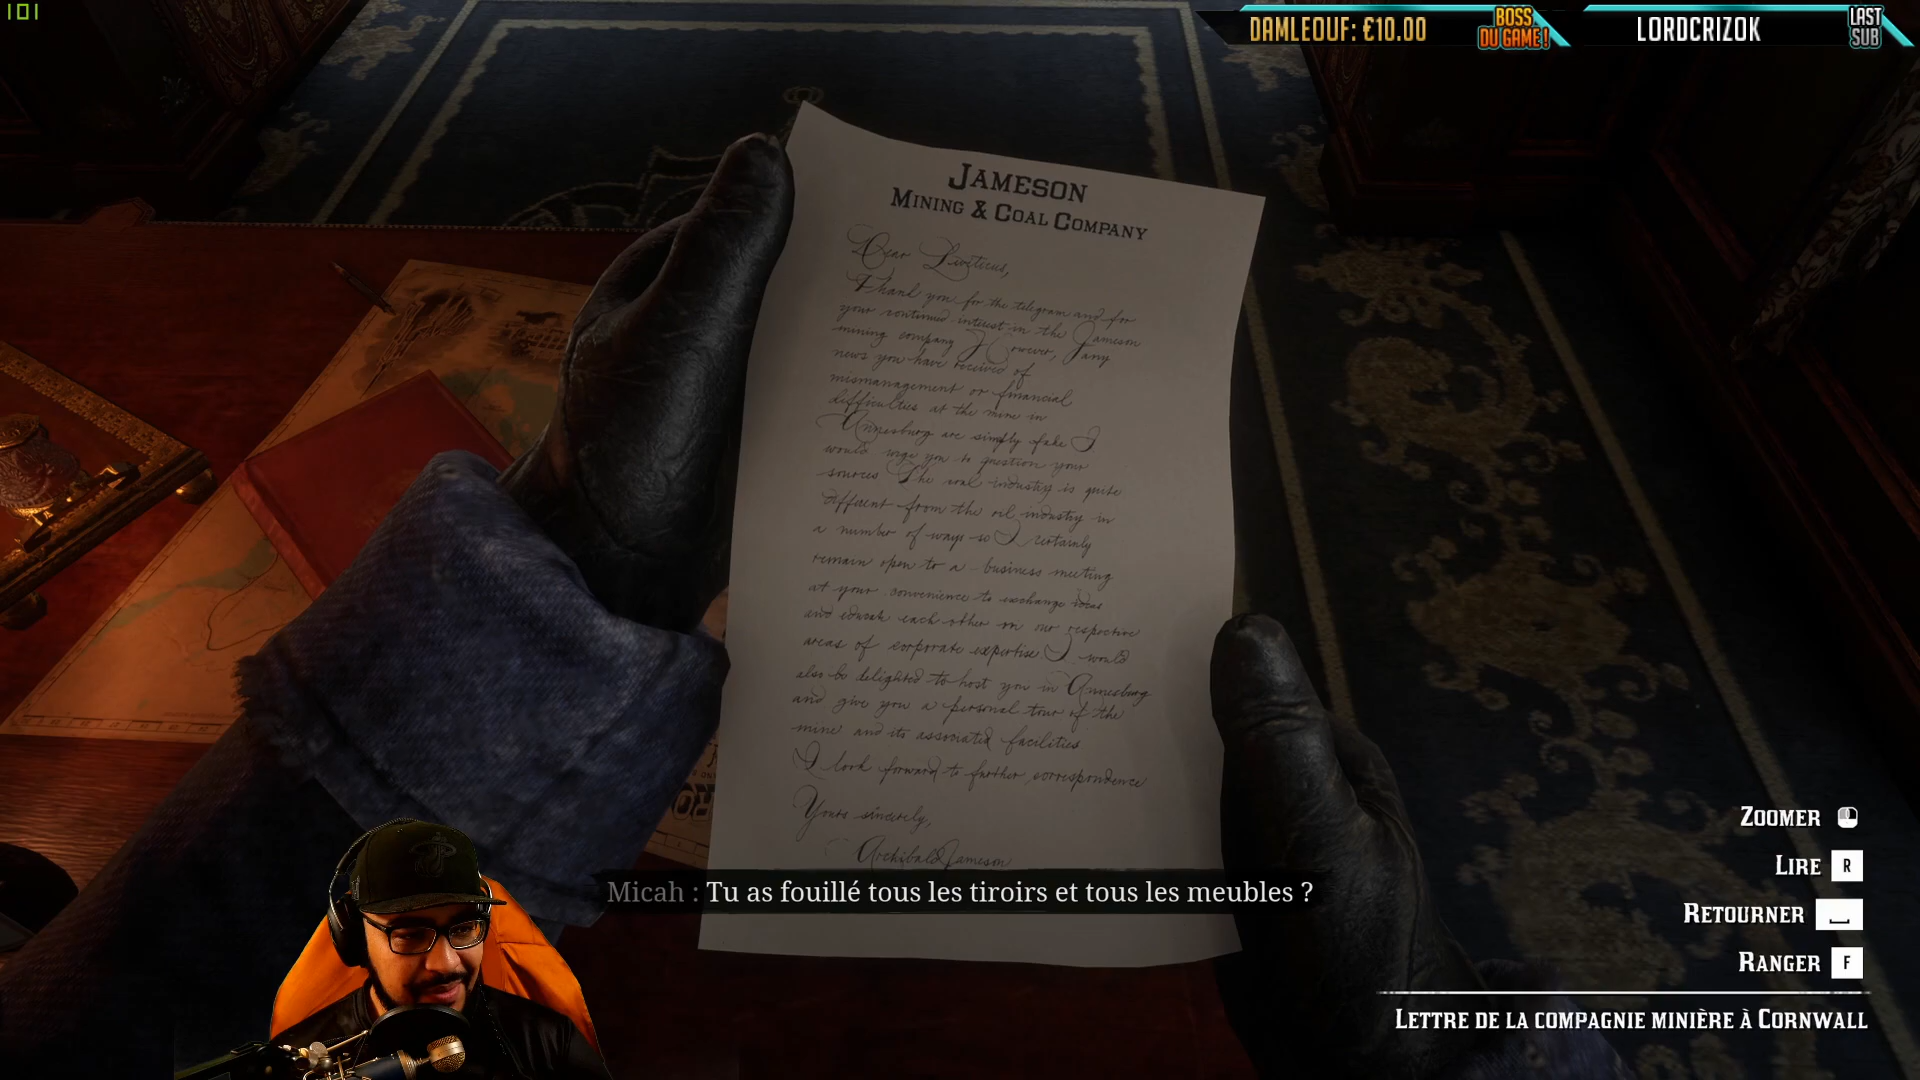 101
DAMLEOUF: €10.00
BOSS
DU GAME !
LORDCRIZOK
LAST
SUB
JAMESON
MINING & COAL COMPANY
Dear Leviticus,
Thank you for the telegram and for
your continued interest in the Jameson
mining company However, any
news you have received of
mismanagement or financial
difficulties at the mine in
Annesburg are simply fake I
would urge you to question your
sources The coal industry is quite
different from the oil industry in
a number of ways so I certainly
remain open to a business meeting
at your convenience to exchange ideas
and educate each other on our respective
areas of corporate expertise I would
also be delighted to host you in Annesburg
and give you a personal tour of the
mine and its associated facilities
I look forward to further correspondence
Yours sincerely,
Archibald Jameson
Micah : Tu as fouillé tous les tiroirs et tous les meubles ?
ZOOMER
LIRE R
RETOURNER
RANGER F
LETTRE DE LA COMPAGNIE MINIÈRE À CORNWALL